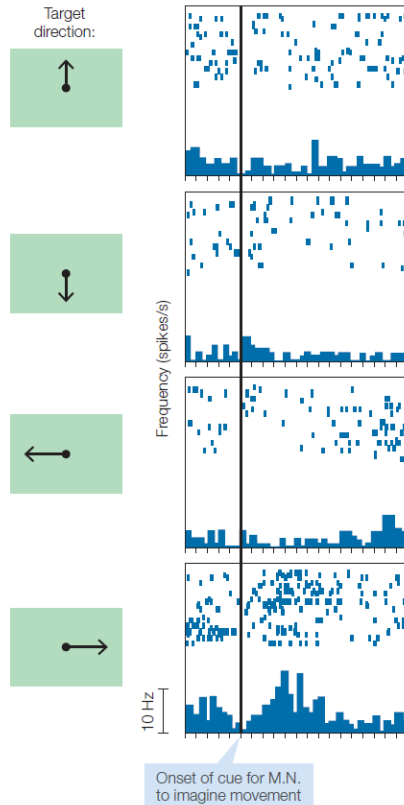 Target
direction:
Frequency (spikes/s)
10 Hz
Onset of cue for M.N.
to imagine movement